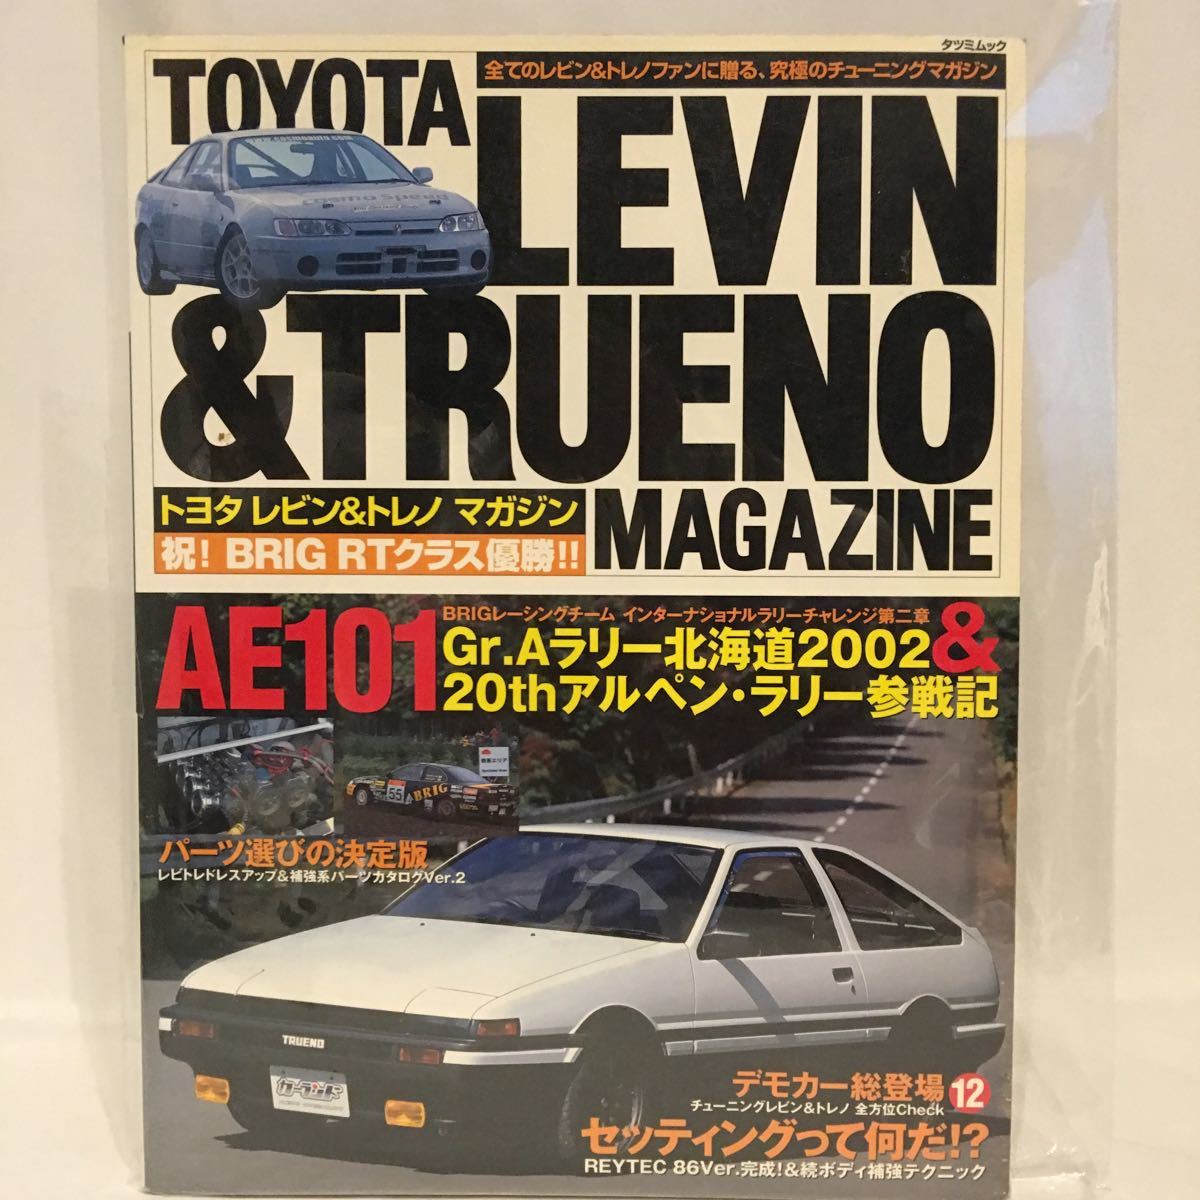 タツミムック
TOYOTA
全てのレビン&トレノファンに贈る、究極のチューニングマガジン
LEVIN
&TRUENO
MAGAZINE
cosmo speed
トヨタ レビン&トレノ マガジン
祝! BRIG RTクラス優勝!!
AE101
BRIGレーシングチーム インターナショナルラリーチャレンジ第二章
Gr.Aラリー北海道2002&
20thアルペン・ラリー参戦記
55
BRIG
パーツ選びの決定版
レビトレドレスアップ&補強系パーツカタログVer.2
TRUENO
カーランド
デモカー総登場
12
チューニングレビン&トレノ 全方位Check
セッティングって何だ!?
REYTEC 86Ver.完成!&続ボディ補強テクニック